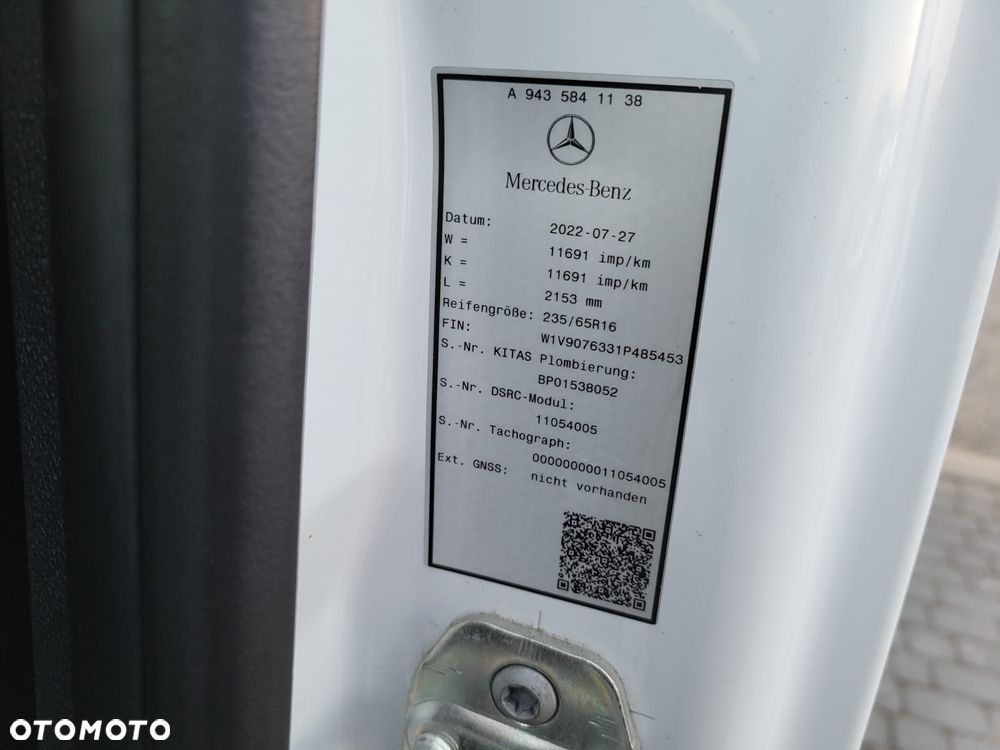 A 943 584 11 38
Mercedes-Benz
Datum: 2022-07-27
W = 11691 imp/km
K = 11691 imp/km
L = 2153 mm
Reifengröße: 235/65R16
FIN: W1V9076331P485453
S.-Nr. KITAS Plombierung:
BP01538052
S.-Nr. DSRC-Modul:
11054005
S.-Nr. Tachograph:
00000000011054005
Ext. GNSS: nicht vorhanden
OTOMOTO